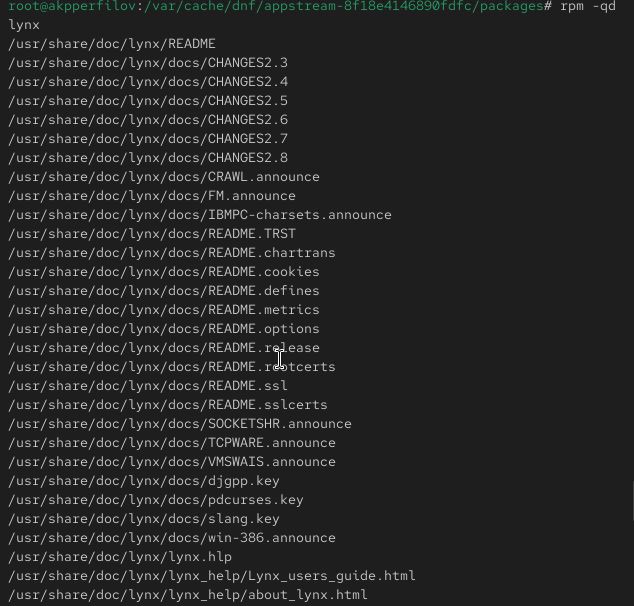 root@akpperfilov:/var/cache/dnf/appstream-8f18e4146890fdfc/packages# rpm -qd
lynx
/usr/share/doc/lynx/README
/usr/share/doc/lynx/docs/CHANGES2.3
/usr/share/doc/lynx/docs/CHANGES2.4
/usr/share/doc/lynx/docs/CHANGES2.5
/usr/share/doc/lynx/docs/CHANGES2.6
/usr/share/doc/lynx/docs/CHANGES2.7
/usr/share/doc/lynx/docs/CHANGES2.8
/usr/share/doc/lynx/docs/CRAWL.announce
/usr/share/doc/lynx/docs/FM.announce
/usr/share/doc/lynx/docs/IBMPC-charsets.announce
/usr/share/doc/lynx/docs/README.TRST
/usr/share/doc/lynx/docs/README.chartrans
/usr/share/doc/lynx/docs/README.cookies
/usr/share/doc/lynx/docs/README.defines
/usr/share/doc/lynx/docs/README.metrics
/usr/share/doc/lynx/docs/README.options
/usr/share/doc/lynx/docs/README.release
/usr/share/doc/lynx/docs/README.rootcerts
/usr/share/doc/lynx/docs/README.ssl
/usr/share/doc/lynx/docs/README.sslcerts
/usr/share/doc/lynx/docs/SOCKETSHR.announce
/usr/share/doc/lynx/docs/TCPWARE.announce
/usr/share/doc/lynx/docs/VMSWAIS.announce
/usr/share/doc/lynx/docs/djgpp.key
/usr/share/doc/lynx/docs/pdcurses.key
/usr/share/doc/lynx/docs/slang.key
/usr/share/doc/lynx/docs/win-386.announce
/usr/share/doc/lynx/lynx.hlp
/usr/share/doc/lynx/lynx_help/Lynx_users_guide.html
/usr/share/doc/lynx/lynx_help/about_lynx.html